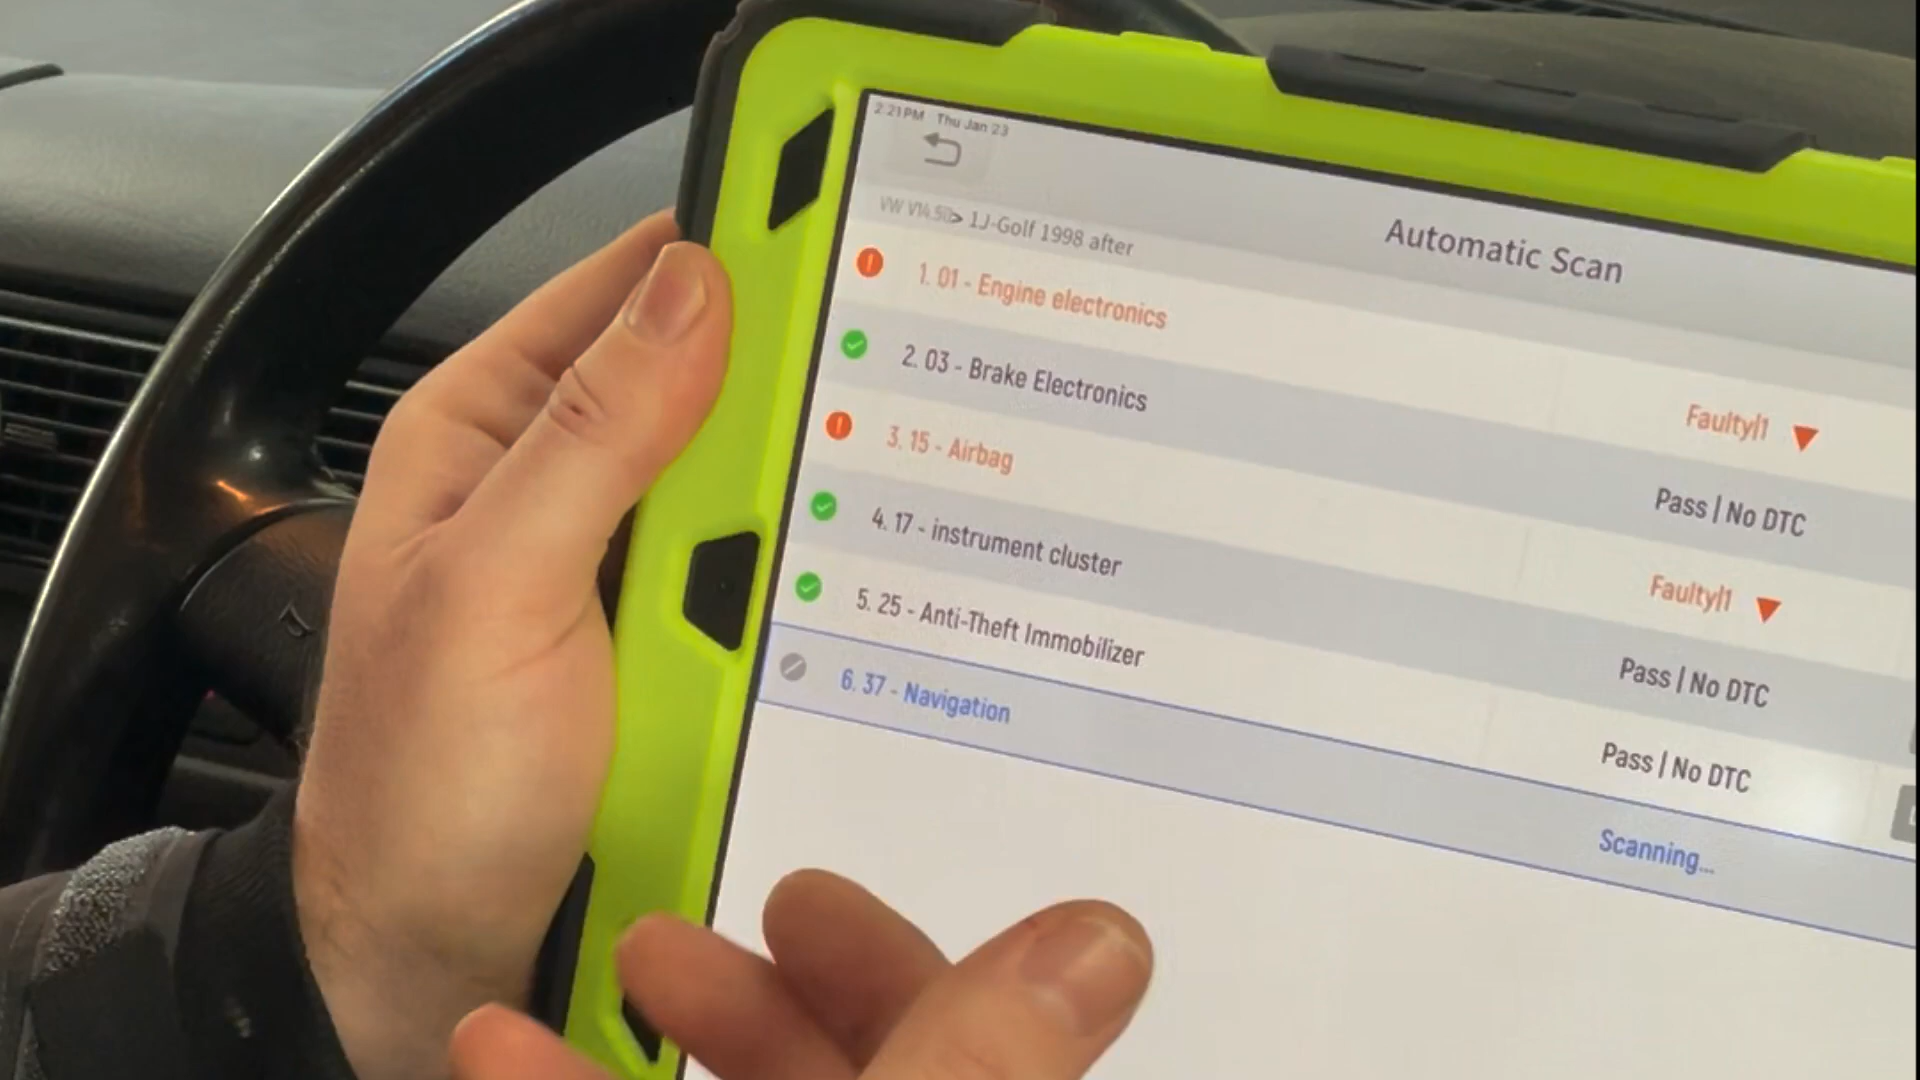 2:21PM Thu Jan 23
Automatic Scan
VW V14.50> 1J-Golf 1998 after
1. 01 - Engine electronics Faulty|1
2. 03 - Brake Electronics Pass | No DTC
3. 15 - Airbag Faulty|1
4. 17 - instrument cluster Pass | No DTC
5. 25 - Anti-Theft Immobilizer Pass | No DTC
6. 37 - Navigation Scanning...